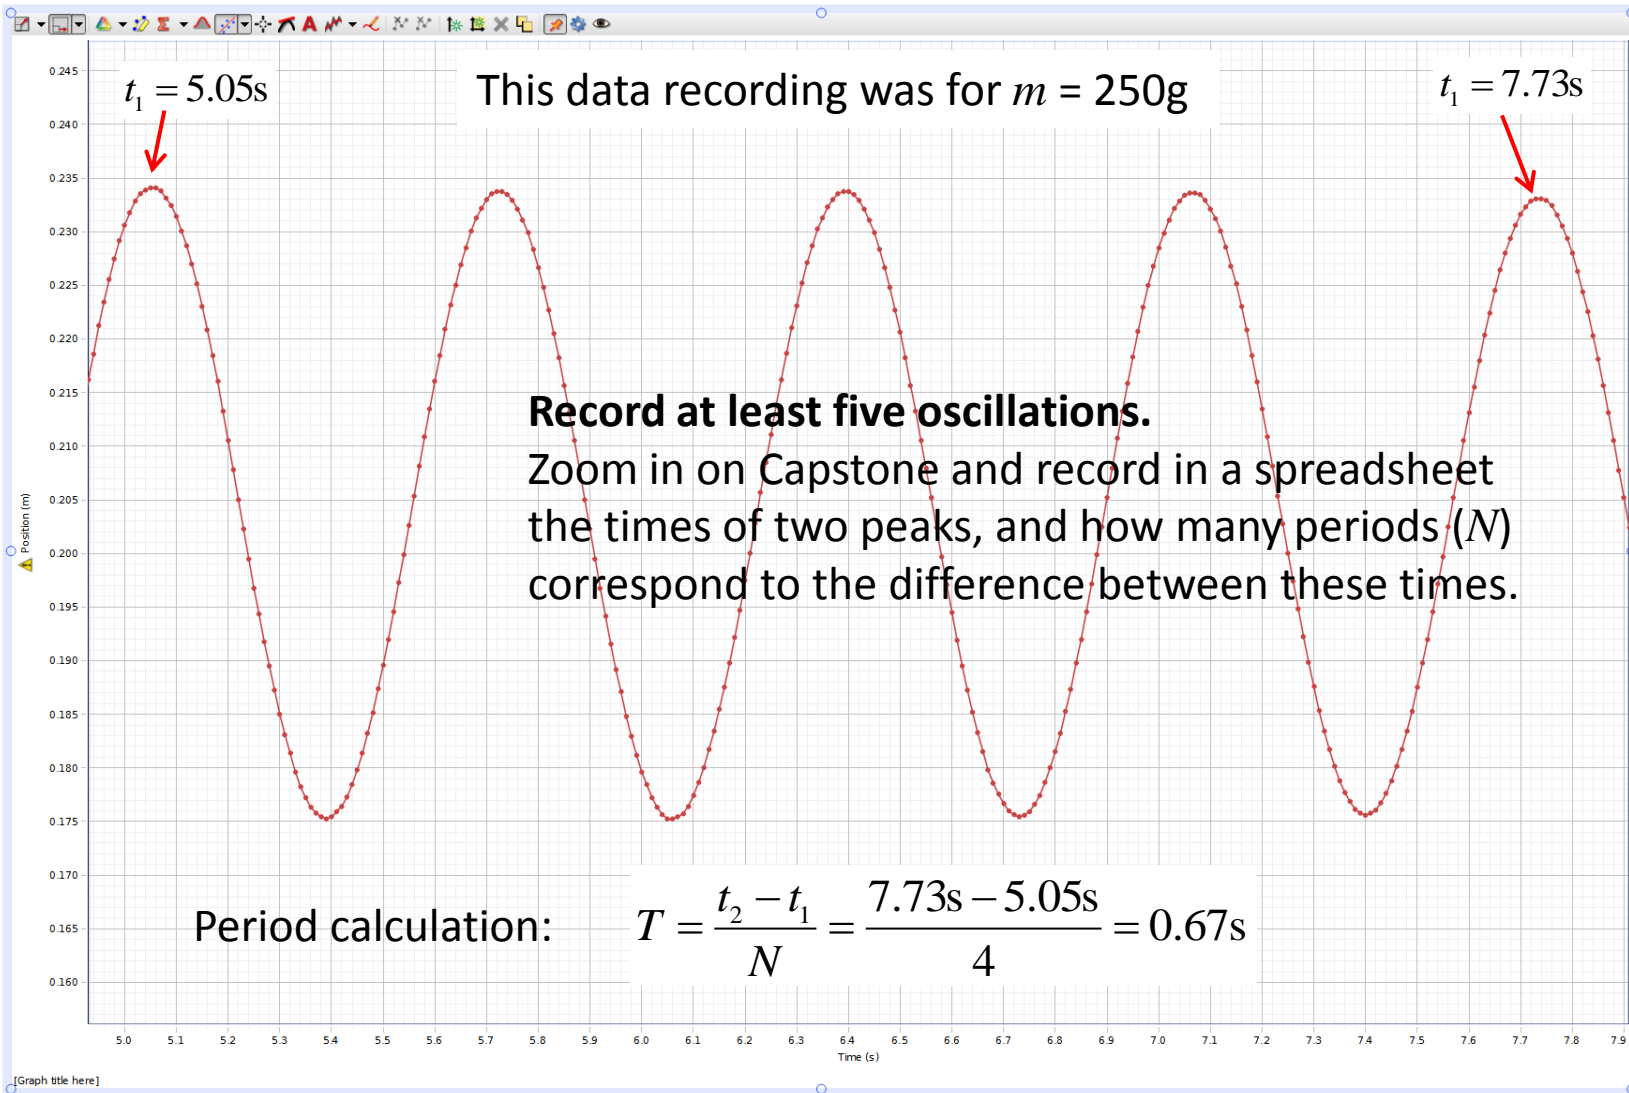 t₁ = 5.05s
This data recording was for m = 250g
t₁ = 7.73s
0.245
0.240
0.235
0.230
0.225
0.220
0.215
0.210
0.205
0.200
0.195
0.190
0.185
0.180
0.175
0.170
0.165
0.160
Position (m)
Record at least five oscillations.
Zoom in on Capstone and record in a spreadsheet
the times of two peaks, and how many periods (N)
correspond to the difference between these times.
Period calculation: T = (t₂ − t₁)/N = (7.73s − 5.05s)/4 = 0.67s
5.0 5.1 5.2 5.3 5.4 5.5 5.6 5.7 5.8 5.9 6.0 6.1 6.2 6.3 6.4 6.5 6.6 6.7 6.8 6.9 7.0 7.1 7.2 7.3 7.4 7.5 7.6 7.7 7.8 7.9
Time (s)
[Graph title here]